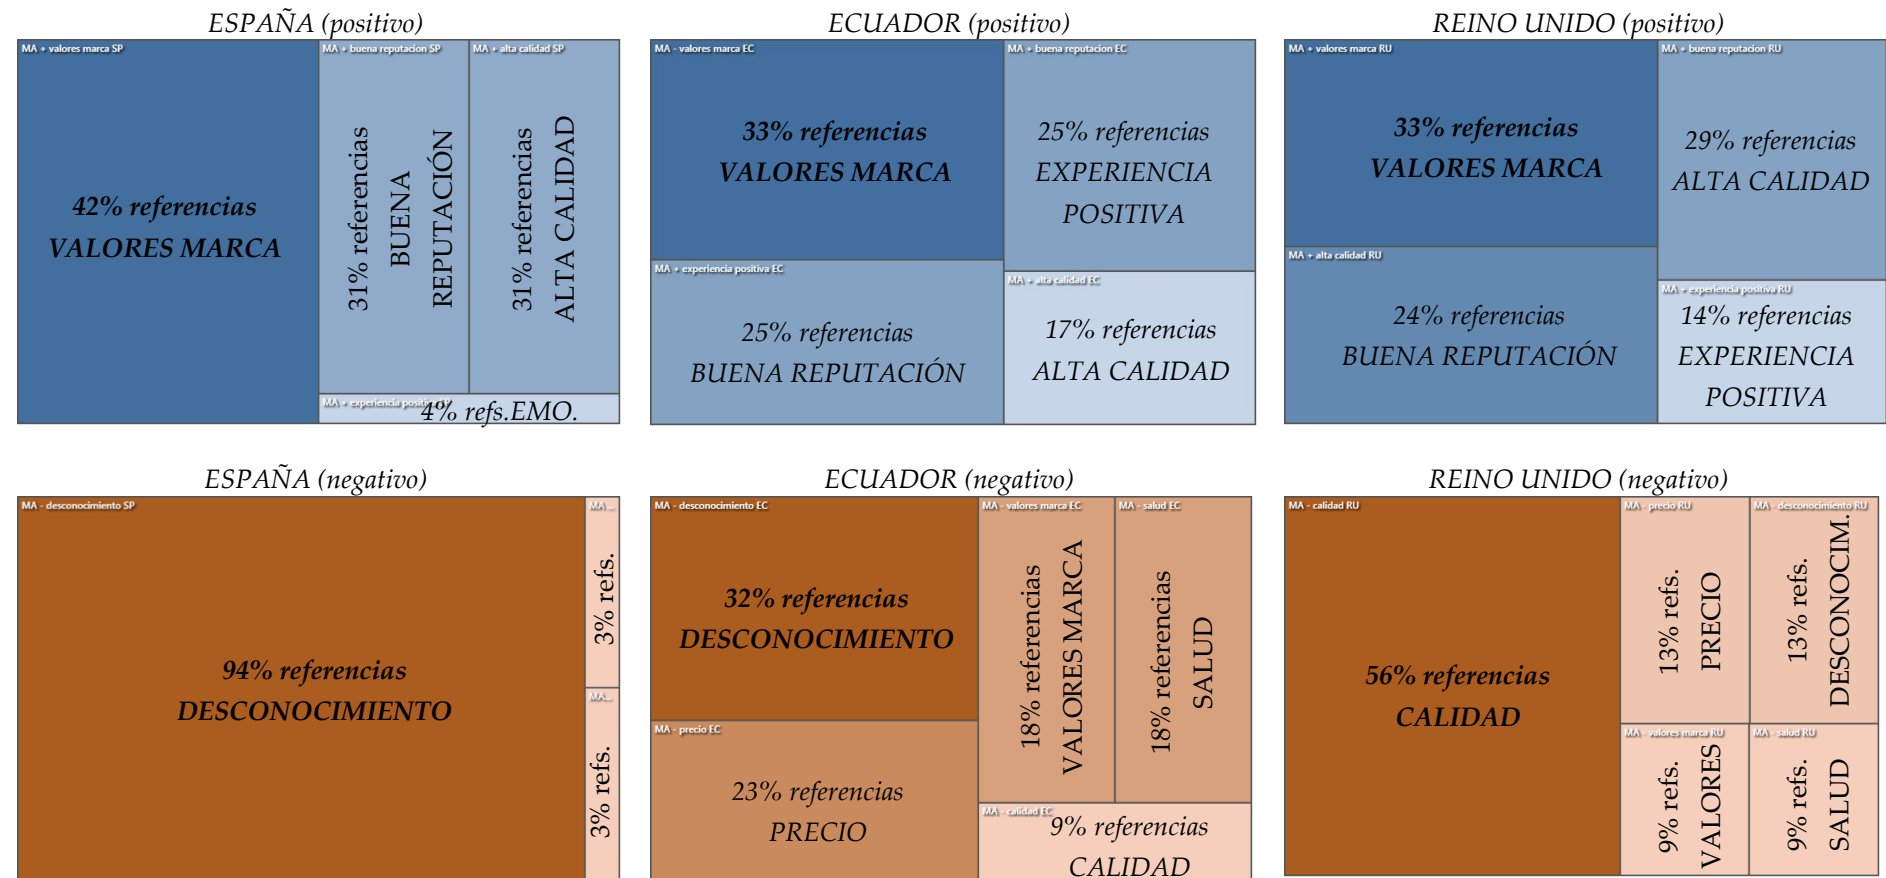 ESPAÑA (positivo)
MA + valores marca SP
42% referencias
VALORES MARCA
MA + buena reputacion SP
31% referencias
BUENA
REPUTACIÓN
MA + alta calidad SP
31% referencias
ALTA CALIDAD
MA + experiencia positiva SP
4% refs.EMO.
ECUADOR (positivo)
MA - valores marca EC
33% referencias
VALORES MARCA
MA + buena reputacion EC
25% referencias
EXPERIENCIA
POSITIVA
MA + experiencia positiva EC
25% referencias
BUENA REPUTACIÓN
MA + alta calidad EC
17% referencias
ALTA CALIDAD
REINO UNIDO (positivo)
MA + valores marca RU
33% referencias
VALORES MARCA
MA + buena reputacion RU
29% referencias
ALTA CALIDAD
MA + alta calidad RU
24% referencias
BUENA REPUTACIÓN
MA + experiencia positiva RU
14% referencias
EXPERIENCIA
POSITIVA
ESPAÑA (negativo)
MA - desconocimiento SP
94% referencias
DESCONOCIMIENTO
MA ...
3% refs.
MA...
3% refs.
ECUADOR (negativo)
MA - desconocimiento EC
32% referencias
DESCONOCIMIENTO
MA - valores marca EC
18% referencias
VALORES MARCA
MA - salud EC
18% referencias
SALUD
MA - precio EC
23% referencias
PRECIO
MA - calidad EC
9% referencias
CALIDAD
REINO UNIDO (negativo)
MA - calidad RU
56% referencias
CALIDAD
MA - precio RU
13% refs.
PRECIO
MA - desconocimiento RU
13% refs.
DESCONOCIM.
MA - valores marca RU
9% refs.
VALORES
MA - salud RU
9% refs.
SALUD